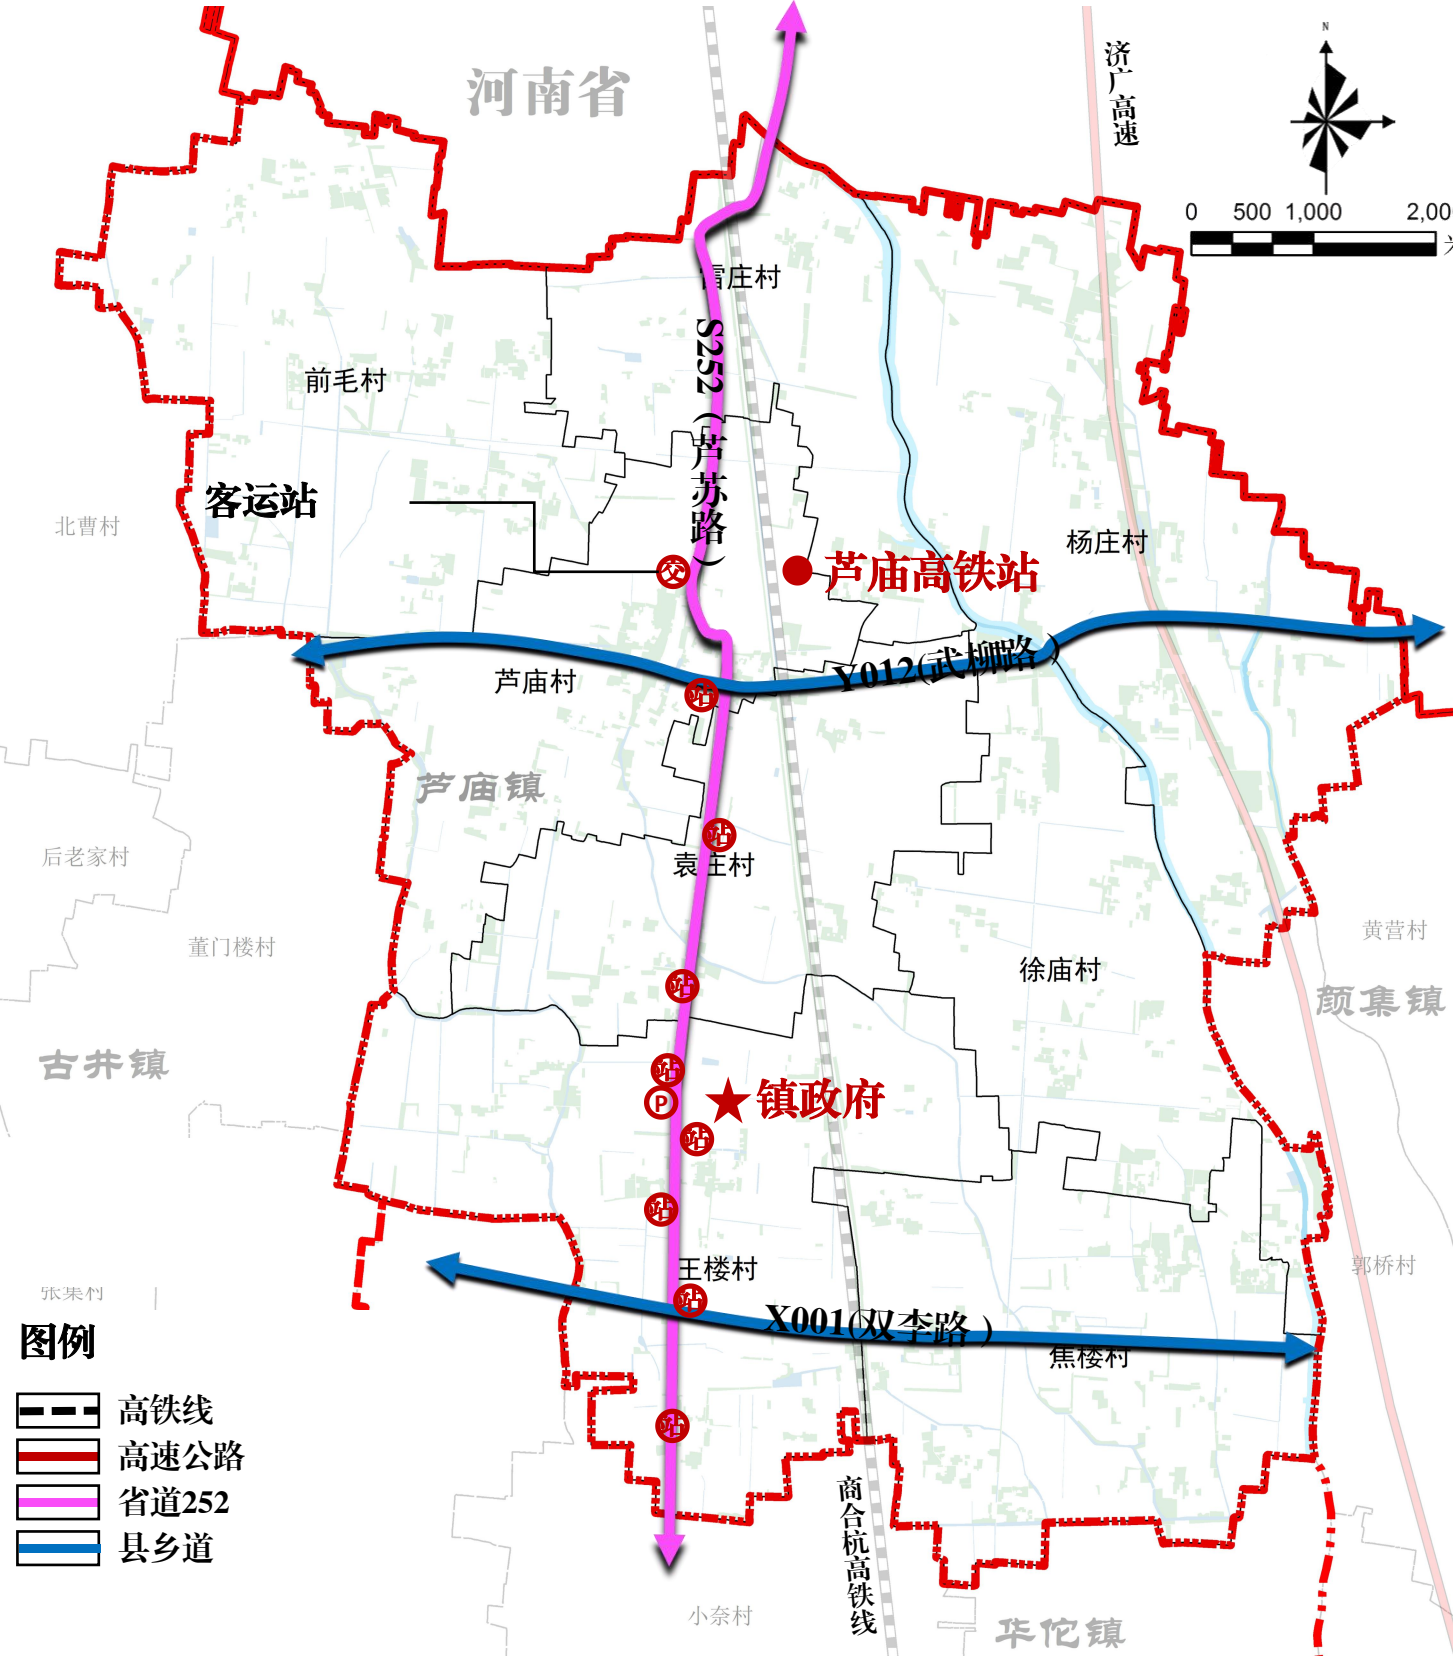 河南省
济广高速
N
0 500 1,000 2,00
雷庄村
S252（芦苏路）
前毛村
客运站
北曹村
交
芦庙高铁站
杨庄村
Y012(武柳路）
芦庙村
站
芦庙镇
站
袁庄村
后老家村
董门楼村
黄营村
徐庙村
站
颜集镇
古井镇
站
P
镇政府
站
站
王楼村
郭桥村
张集村
站
X001(双李路）
焦楼村
图例
高铁线
高速公路
省道252
县乡道
站
商合杭高铁线
小奈村
华佗镇